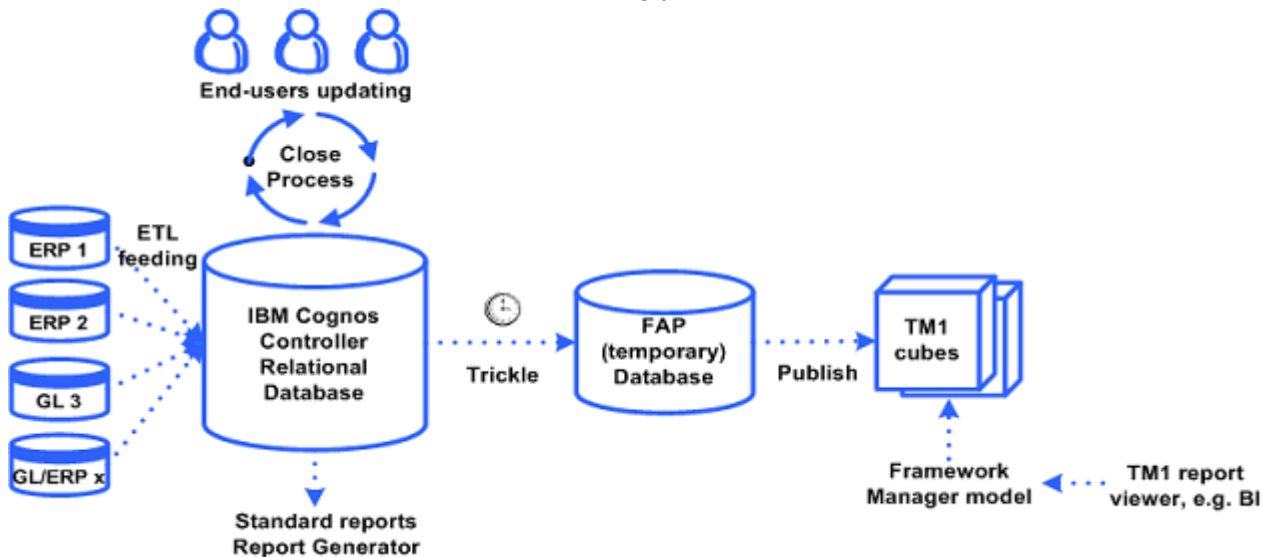 End-users updating
Close
Process
ERP 1
ETL
feeding
ERP 2
GL 3
GL/ERP x
IBM Cognos
Controller
Relational
Database
Trickle
FAP
(temporary)
Database
Publish
TM1
cubes
Framework
Manager model
TM1 report
viewer, e.g. BI
Standard reports
Report Generator